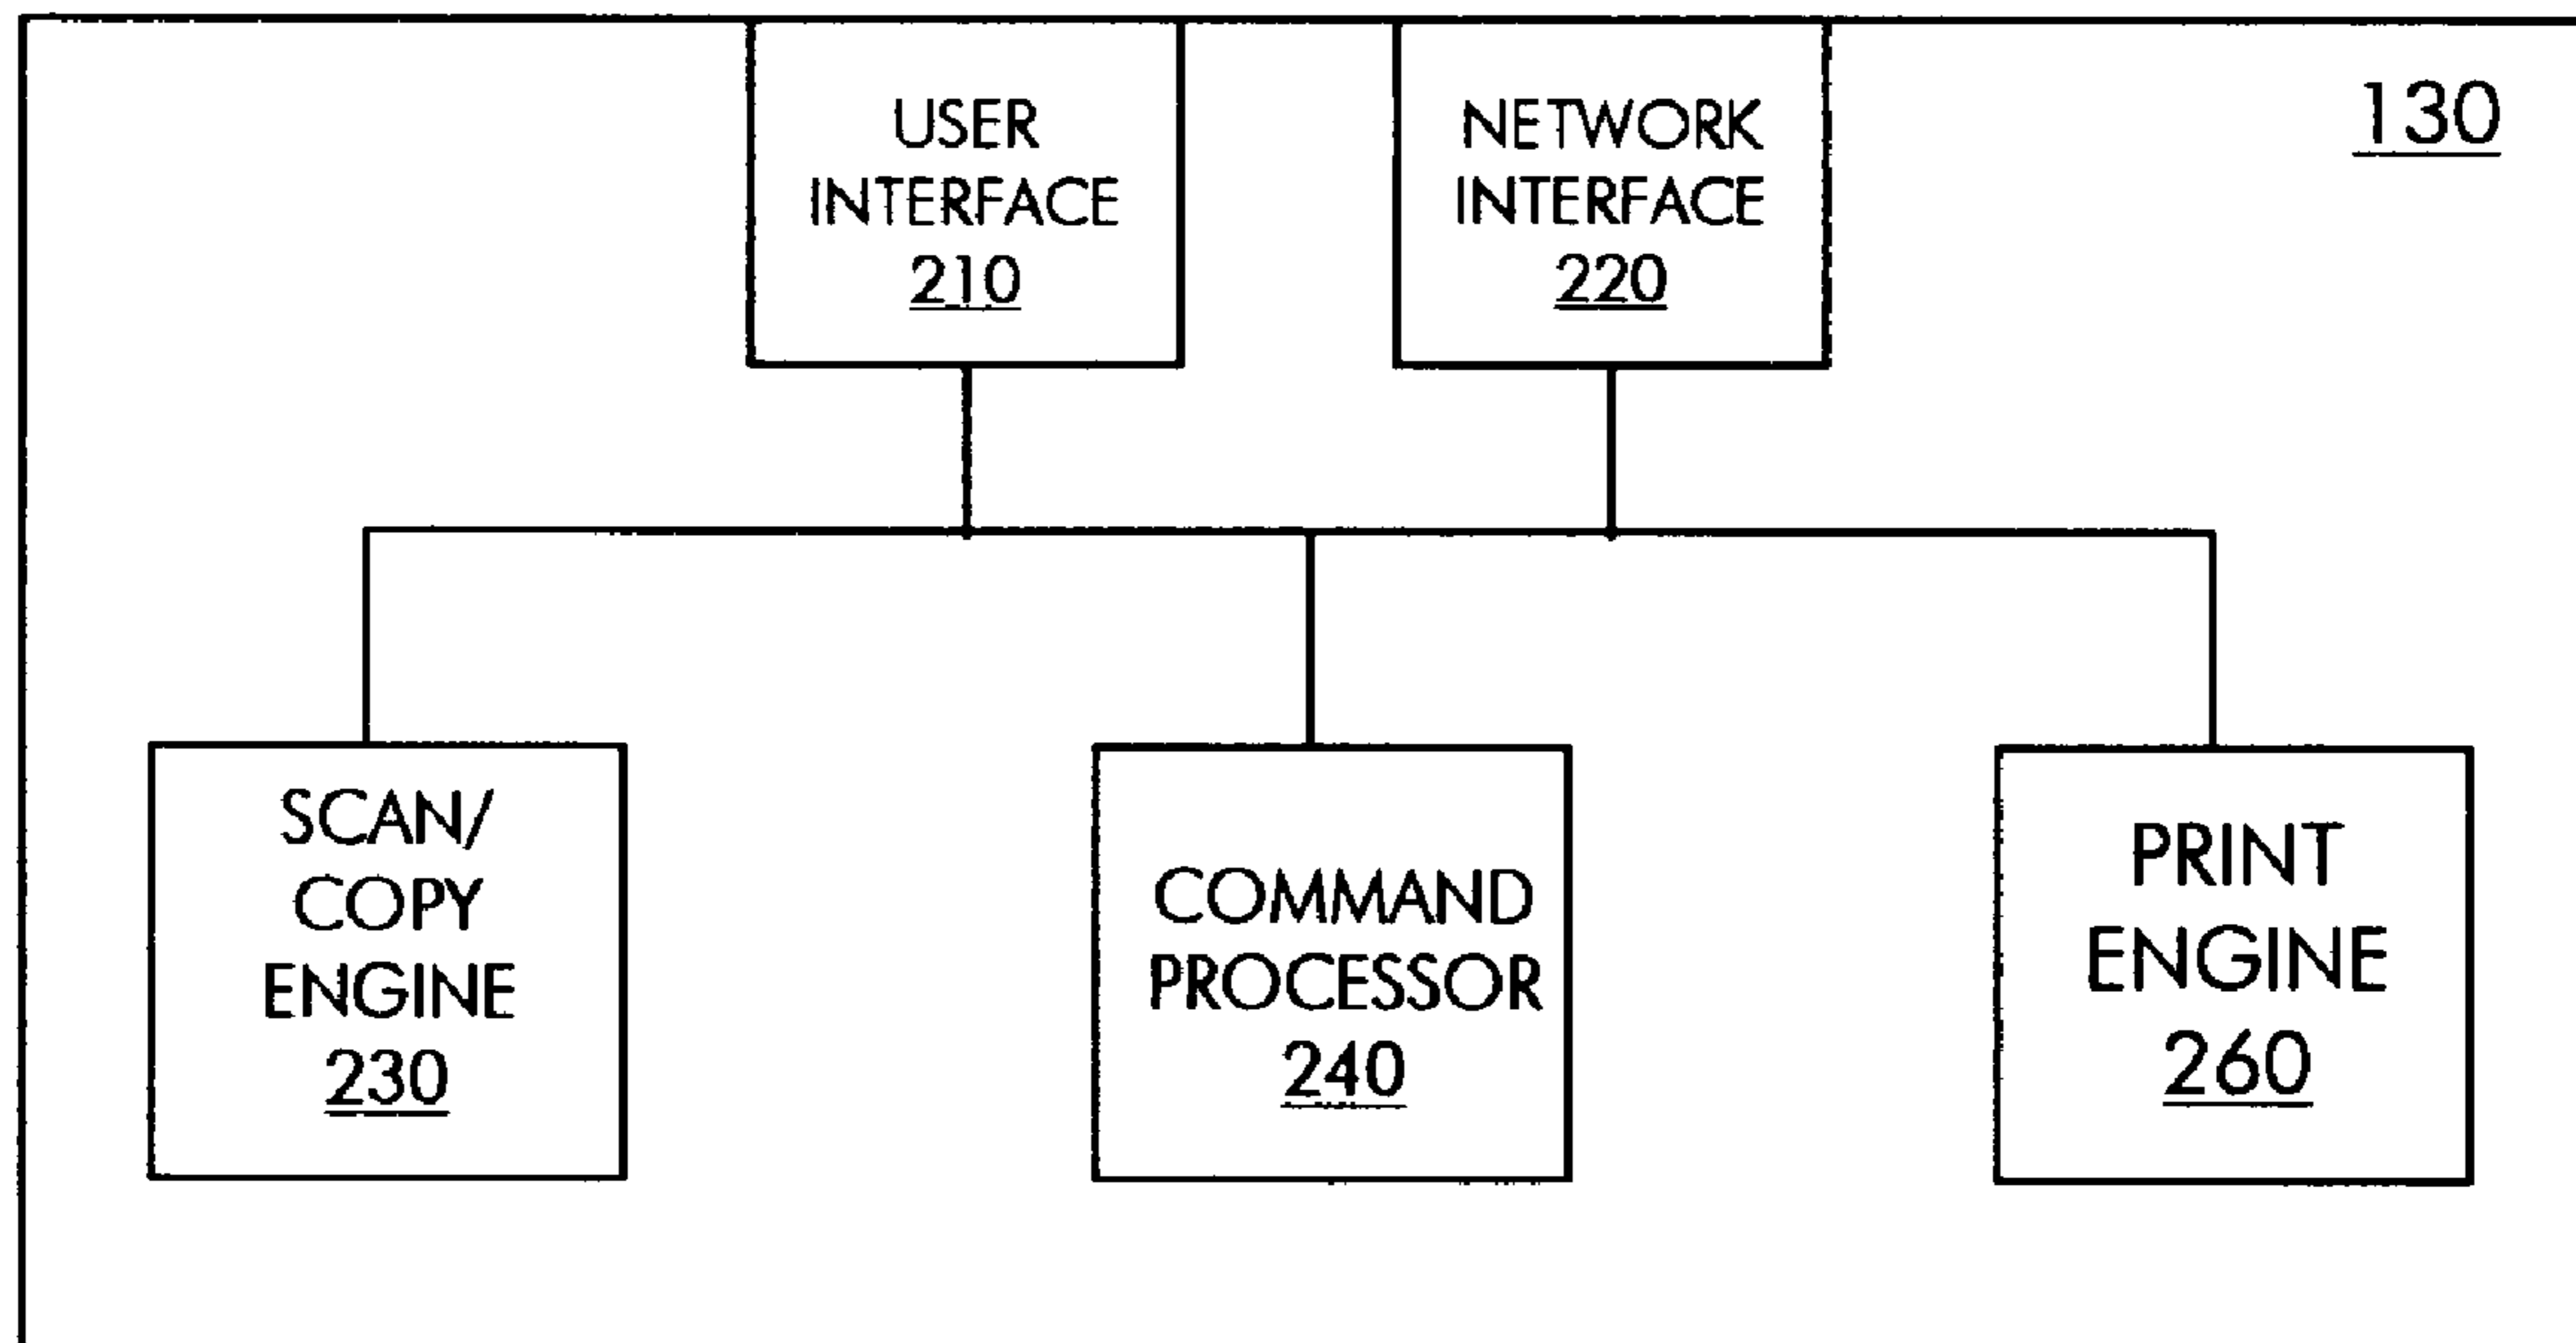 130
USER
INTERFACE
210
NETWORK
INTERFACE
220
SCAN/
COPY
ENGINE
230
COMMAND
PROCESSOR
240
PRINT
ENGINE
260